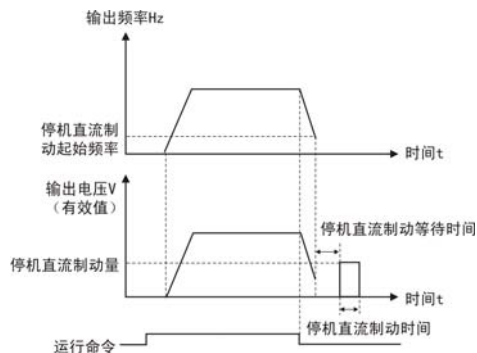 输出频率Hz
停机直流制
动起始频率
时间t
输出电压V
（有效值）
停机直流制动等待时间
停机直流制动量
时间t
停机直流制动时间
运行命令